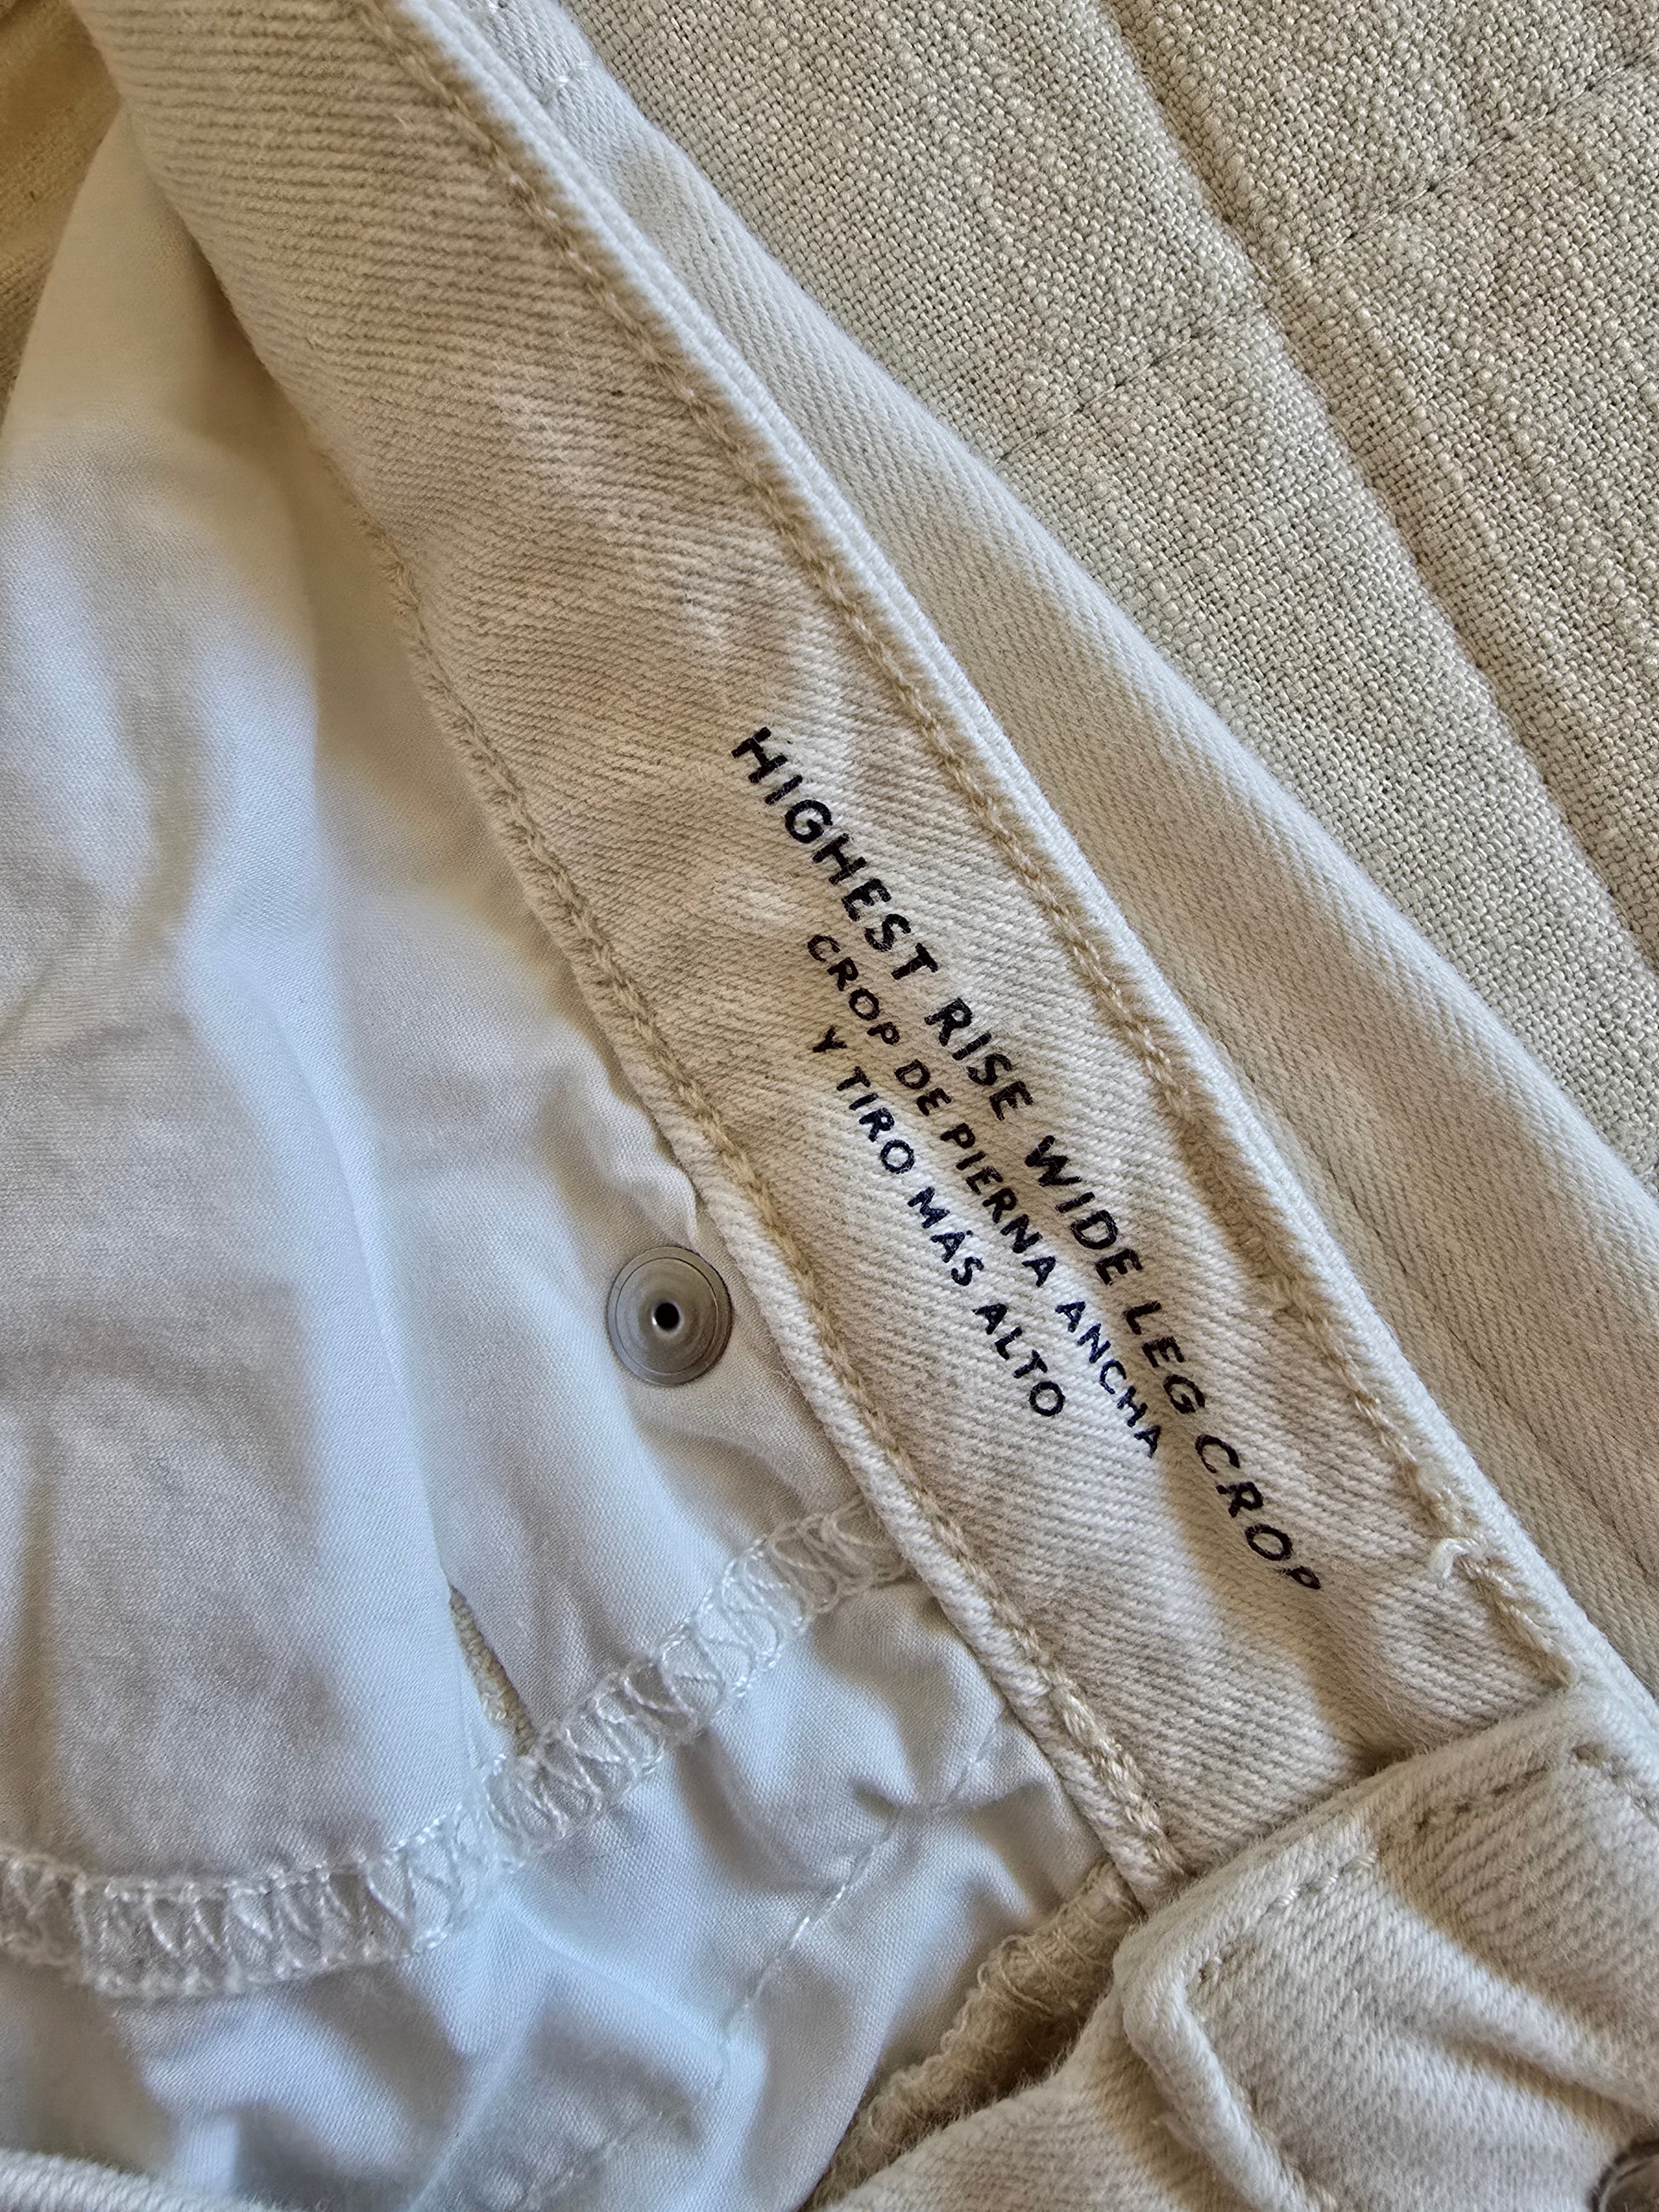 HIGHEST RISE WIDE LEG CROP
CROP DE PIERNA ANCHA
Y TIRO MÁS ALTO